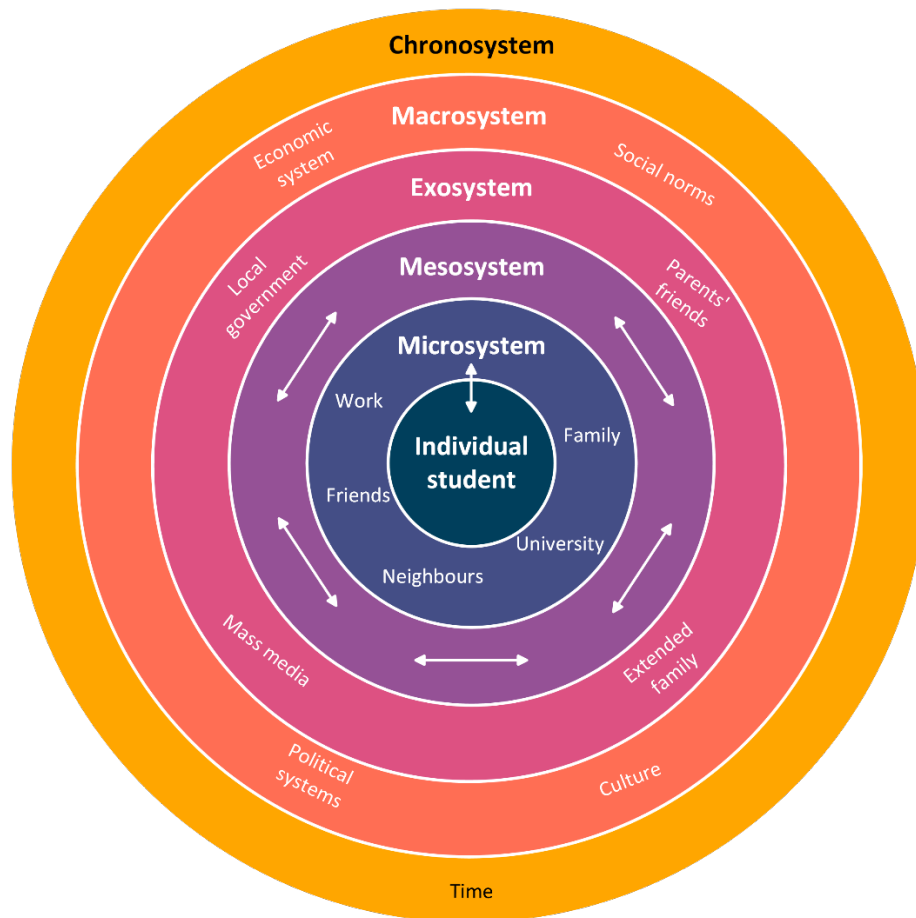 Chronosystem
Macrosystem
Economic
system
Social norms
Exosystem
Local
government
Parents'
friends
Mesosystem
Microsystem
Work
Family
Individual
student
Friends
University
Neighbours
Mass media
Extended
family
Political
systems
Culture
Time